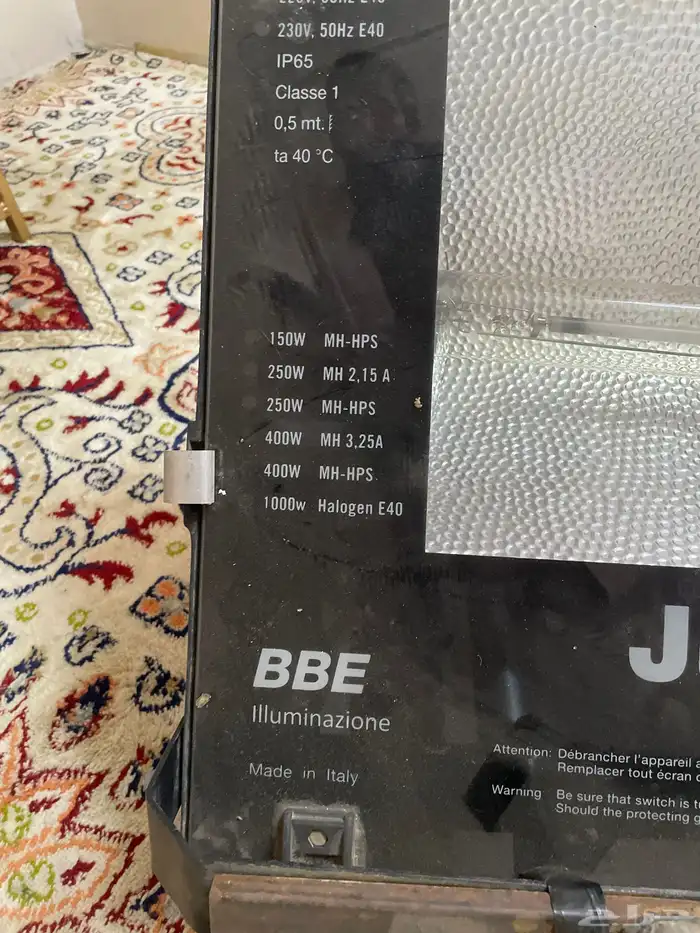 230V, 50Hz E40
IP65
Classe 1
0,5 mt.
ta 40 °C
150W MH-HPS
250W MH 2,15 A
250W MH-HPS
400W MH 3,25A
400W MH-HPS
1000w Halogen E40
J
BBE
Illuminazione
Made in Italy
Attention: Débrancher l'appareil a
Remplacer tout écran
Warning Be sure that switch is
Should the protecting
حراج